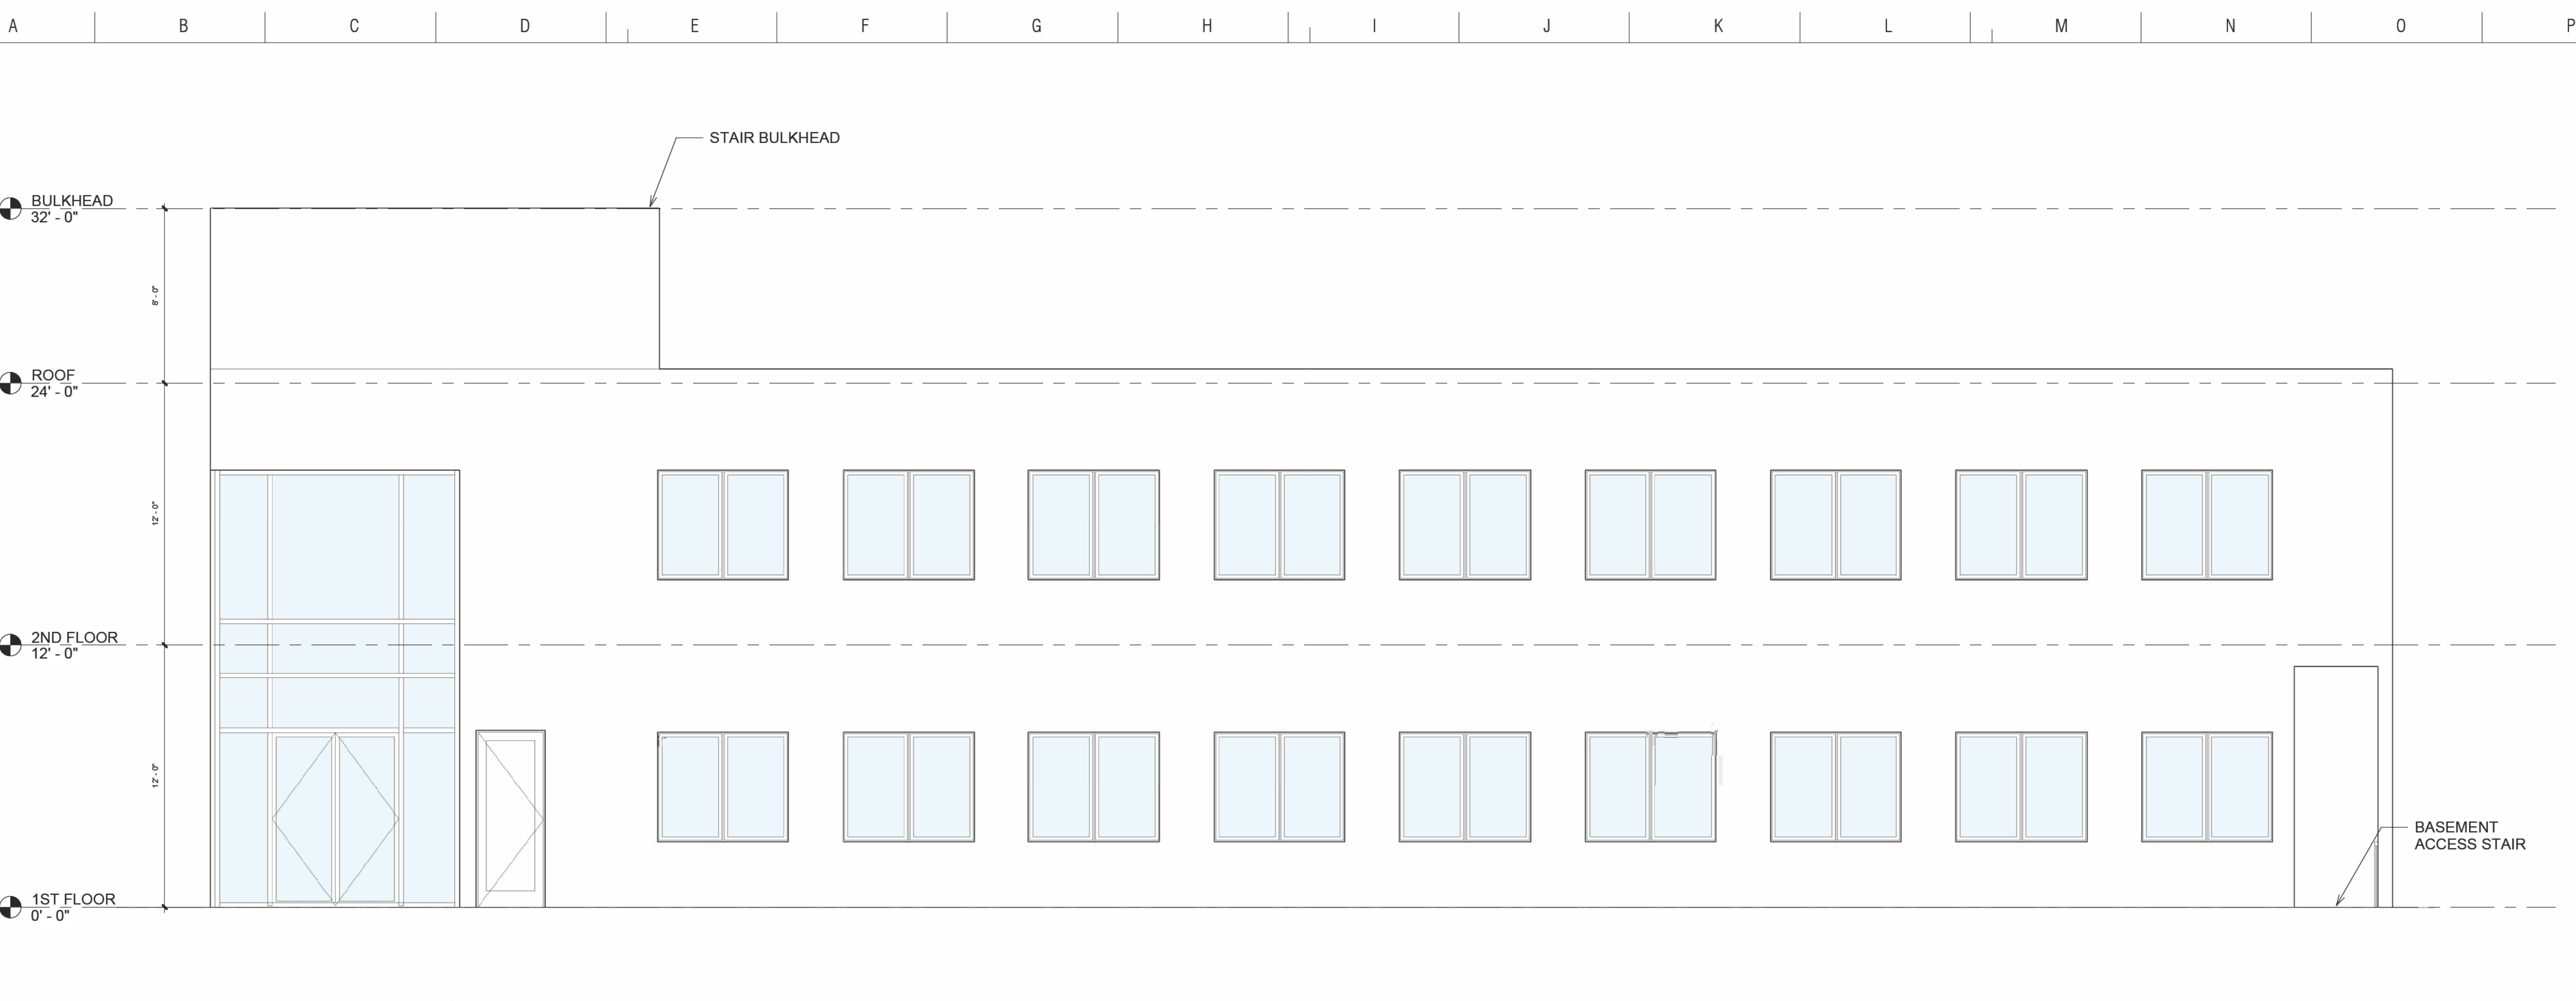 A B C D E F G H I J K L M N O P
STAIR BULKHEAD
BULKHEAD
32' - 0"
8' - 0"
ROOF
24' - 0"
12' - 0"
2ND FLOOR
12' - 0"
12' - 0"
BASEMENT
ACCESS STAIR
1ST FLOOR
0' - 0"